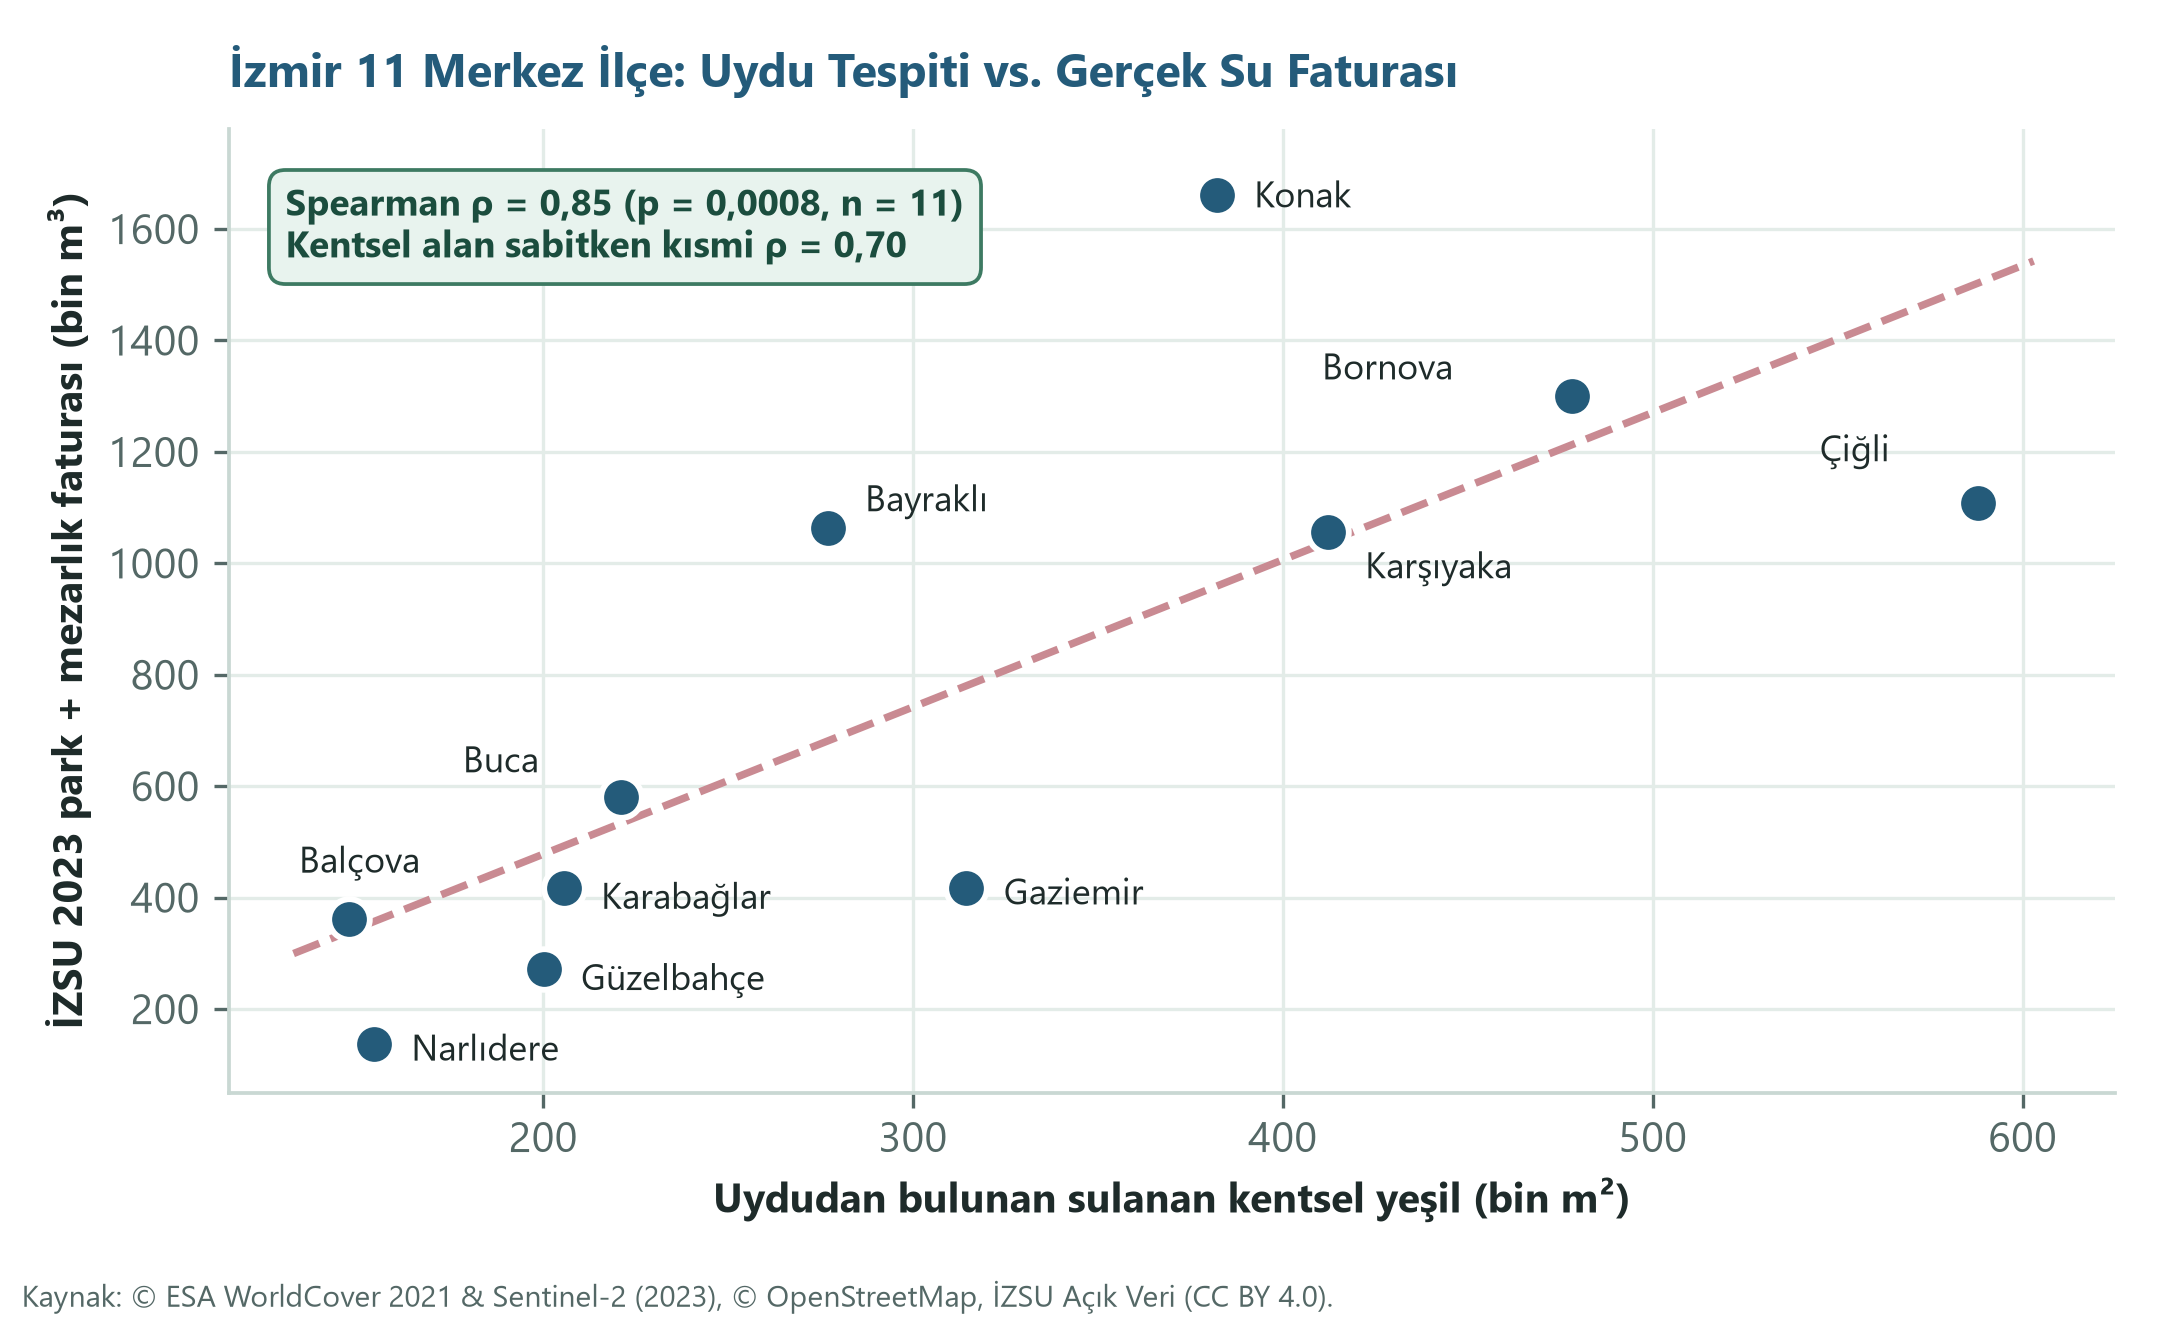 İzmir 11 Merkez İlçe: Uydu Tespiti vs. Gerçek Su Faturası
Spearman ρ = 0,85 (p = 0,0008, n = 11)
Kentsel alan sabitken kısmi ρ = 0,70
İZSU 2023 park + mezarlık faturası (bin m³)
1600
1400
1200
1000
800
600
400
200
Konak
Bornova
Çiğli
Bayraklı
Karşıyaka
Buca
Balçova
Karabağlar
Gaziemir
Güzelbahçe
Narlıdere
200 300 400 500 600
Uydudan bulunan sulanan kentsel yeşil (bin m²)
Kaynak: © ESA WorldCover 2021 & Sentinel-2 (2023), © OpenStreetMap, İZSU Açık Veri (CC BY 4.0).